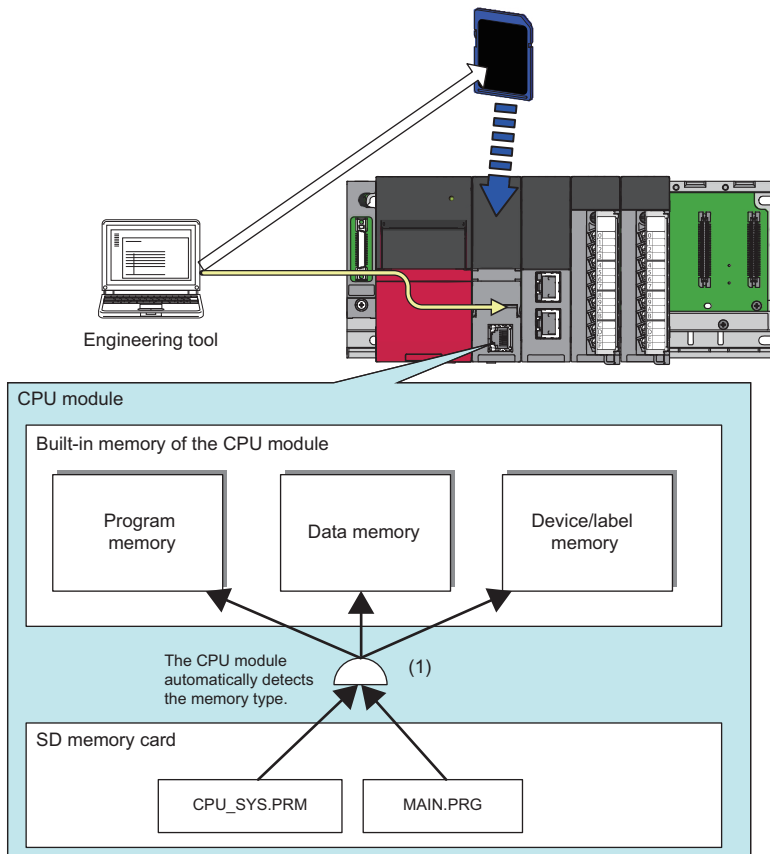 Engineering tool
CPU module
Built-in memory of the CPU module
Program
memory
Data memory
Device/label
memory
The CPU module
automatically detects
the memory type.
(1)
SD memory card
CPU_SYS.PRM
MAIN.PRG